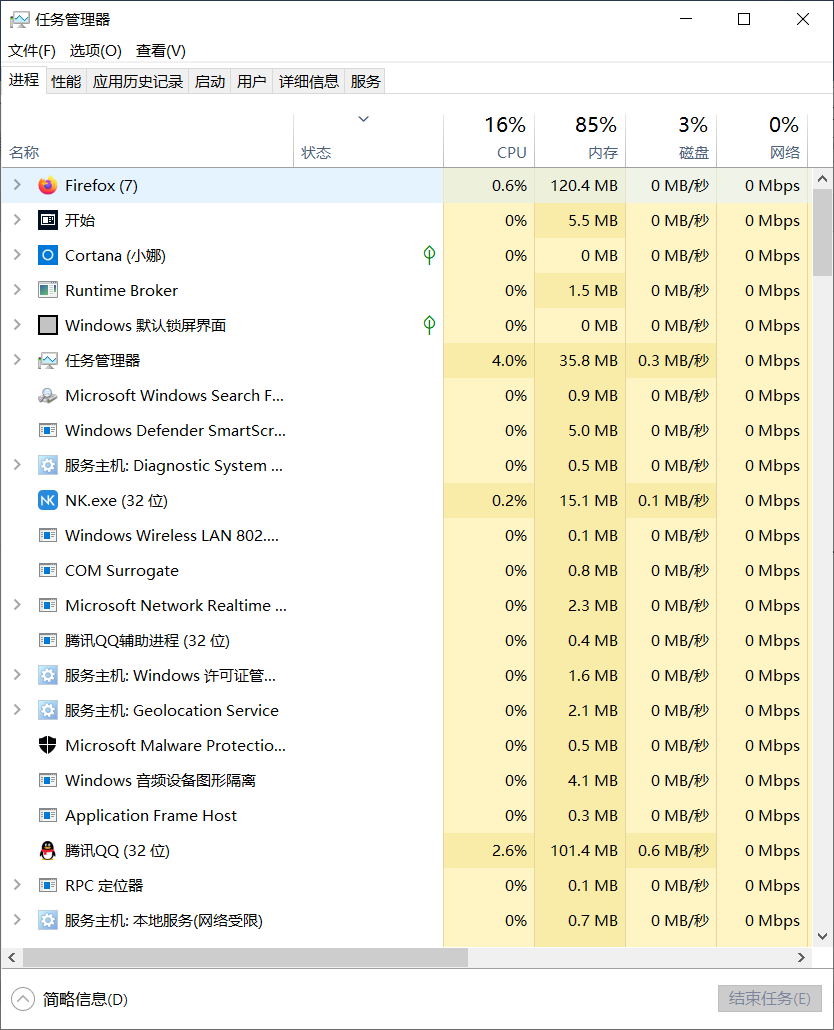 任务管理器
文件(F) 选项(O) 查看(V)
进程 性能 应用历史记录 启动 用户 详细信息 服务
16% 85% 3% 0%
名称 状态 CPU 内存 磁盘 网络
Firefox (7) 0.6% 120.4 MB 0 MB/秒 0 Mbps
开始 0% 5.5 MB 0 MB/秒 0 Mbps
Cortana (小娜) 0% 0 MB 0 MB/秒 0 Mbps
Runtime Broker 0% 1.5 MB 0 MB/秒 0 Mbps
Windows 默认锁屏界面 0% 0 MB 0 MB/秒 0 Mbps
任务管理器 4.0% 35.8 MB 0.3 MB/秒 0 Mbps
Microsoft Windows Search F... 0% 0.9 MB 0 MB/秒 0 Mbps
Windows Defender SmartScr... 0% 5.0 MB 0 MB/秒 0 Mbps
服务主机: Diagnostic System ... 0% 0.5 MB 0 MB/秒 0 Mbps
NK NK.exe (32 位) 0.2% 15.1 MB 0.1 MB/秒 0 Mbps
Windows Wireless LAN 802.... 0% 0.1 MB 0 MB/秒 0 Mbps
COM Surrogate 0% 0.8 MB 0 MB/秒 0 Mbps
Microsoft Network Realtime ... 0% 2.3 MB 0 MB/秒 0 Mbps
腾讯QQ辅助进程 (32 位) 0% 0.4 MB 0 MB/秒 0 Mbps
服务主机: Windows 许可证管... 0% 1.6 MB 0 MB/秒 0 Mbps
服务主机: Geolocation Service 0% 2.1 MB 0 MB/秒 0 Mbps
Microsoft Malware Protectio... 0% 0.5 MB 0 MB/秒 0 Mbps
Windows 音频设备图形隔离 0% 4.1 MB 0 MB/秒 0 Mbps
Application Frame Host 0% 0.3 MB 0 MB/秒 0 Mbps
腾讯QQ (32 位) 2.6% 101.4 MB 0.6 MB/秒 0 Mbps
RPC 定位器 0% 0.1 MB 0 MB/秒 0 Mbps
服务主机: 本地服务(网络受限) 0% 0.7 MB 0 MB/秒 0 Mbps
简略信息(D) 结束任务(E)